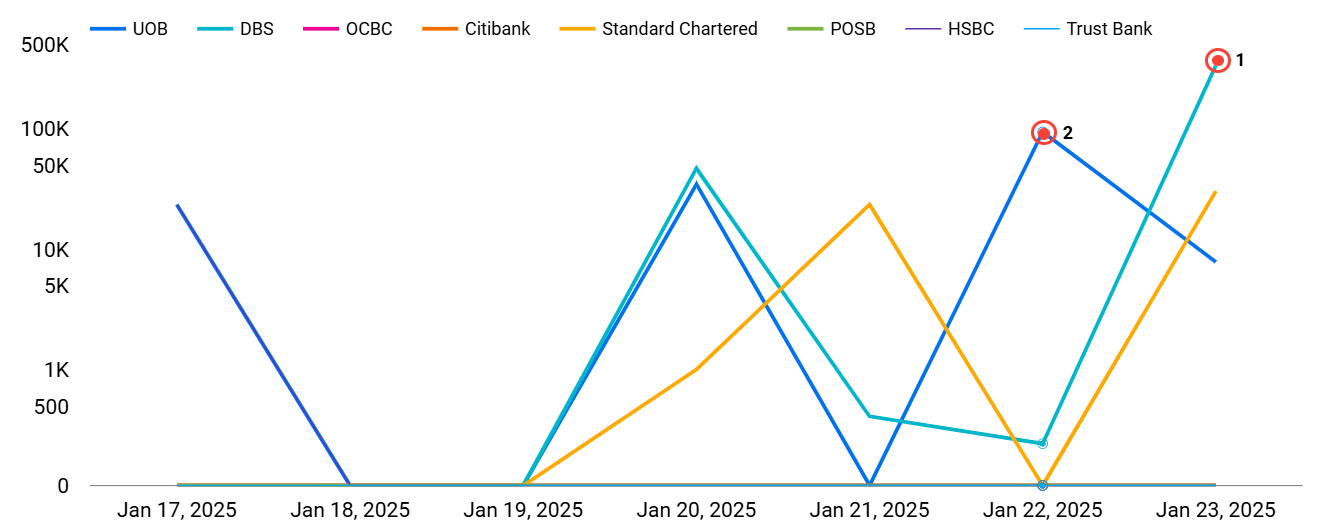 UOB DBS OCBC Citibank Standard Chartered POSB HSBC Trust Bank
500K
1
100K
2
50K
10K
5K
1K
500
0
Jan 17, 2025 Jan 18, 2025 Jan 19, 2025 Jan 20, 2025 Jan 21, 2025 Jan 22, 2025 Jan 23, 2025